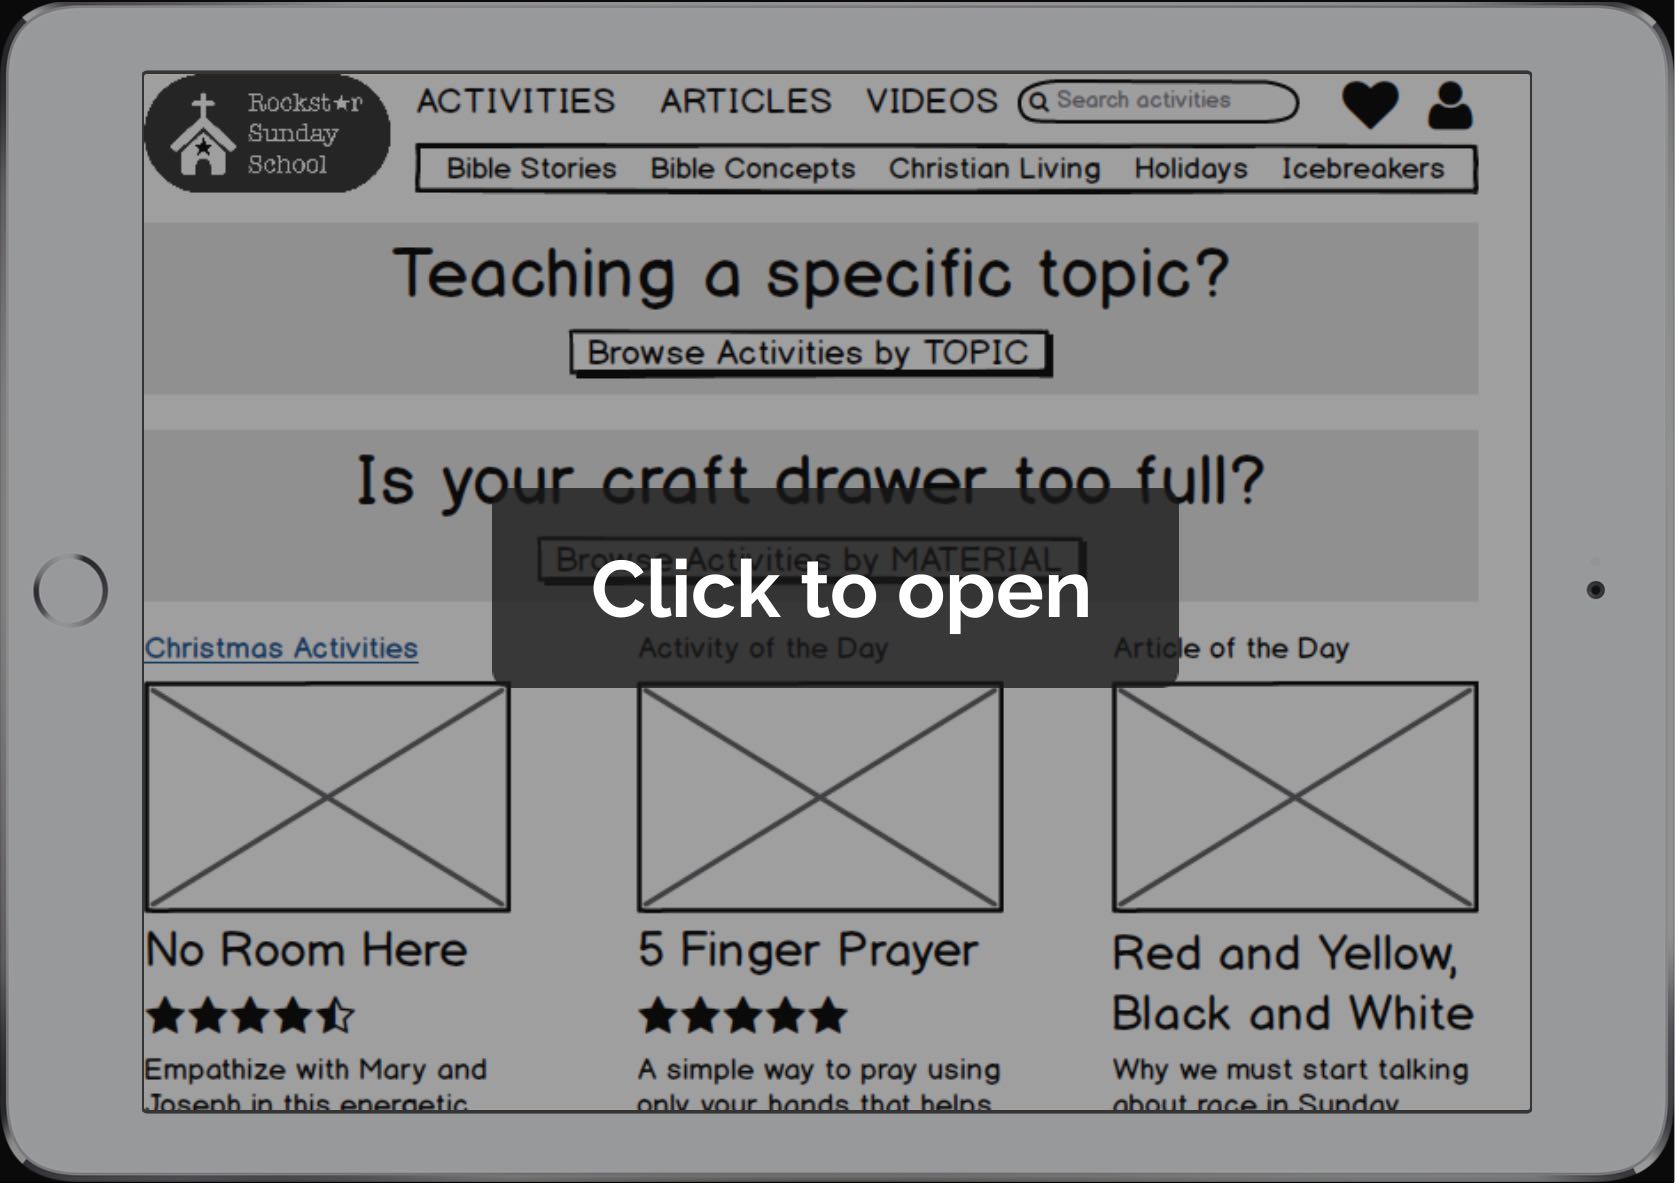 Rockst★r
Sunday
School
ACTIVITIES ARTICLES VIDEOS Search activities
Bible Stories Bible Concepts Christian Living Holidays Icebreakers
Teaching a specific topic?
Browse Activities by TOPIC
Is your craft drawer too full?
Browse Activities by MATERIAL
Click to open
Christmas Activities Activity of the Day Article of the Day
No Room Here
5 Finger Prayer
Red and Yellow,
Black and White
Empathize with Mary and
Joseph in this energetic
A simple way to pray using
only your hands that helps
Why we must start talking
about race in Sunday